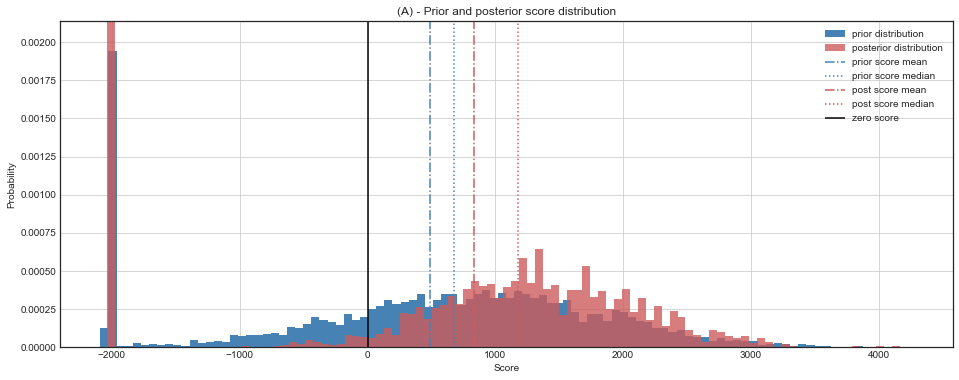 (A) - Prior and posterior score distribution
0.00200
0.00175
0.00150
0.00125
0.00100
0.00075
0.00050
0.00025
0.00000
Probability
prior distribution
posterior distribution
prior score mean
prior score median
post score mean
post score median
zero score
−2000
−1000
0
1000
2000
3000
4000
Score